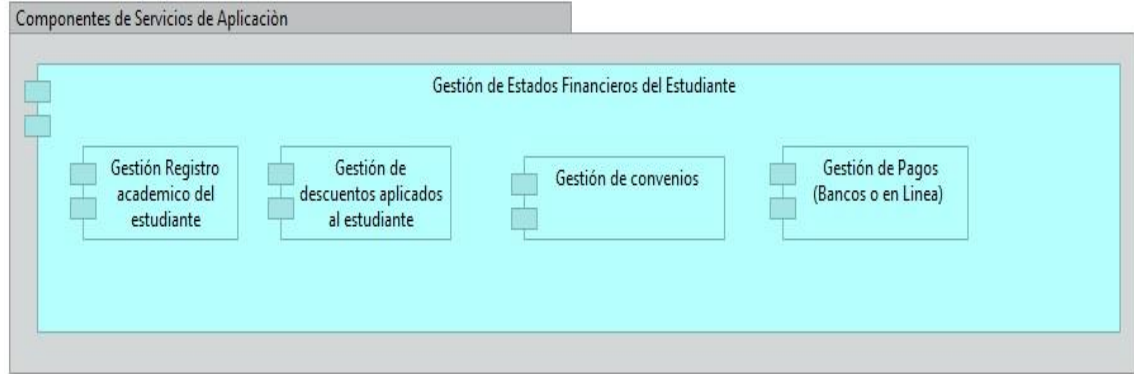 Componentes de Servicios de Aplicaciòn
Gestión de Estados Financieros del Estudiante
Gestión Registro
academico del
estudiante
Gestión de
descuentos aplicados
al estudiante
Gestión de convenios
Gestión de Pagos
(Bancos o en Linea)